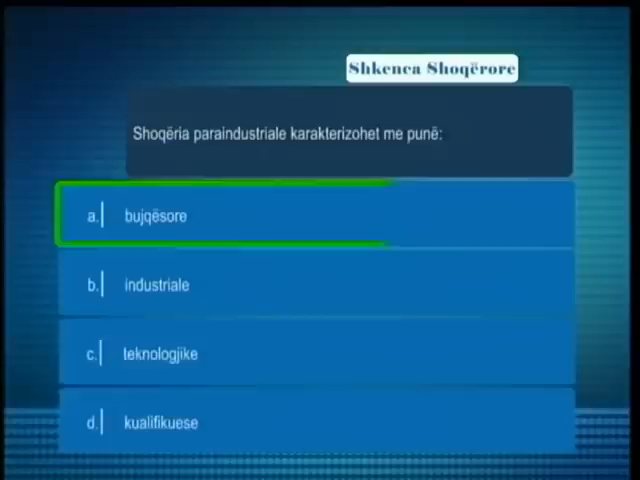 Shkenca Shoqërore
Shoqëria paraindustriale karakterizohet me punë:
a. bujqësore
b. industriale
c. teknologjike
d. kualifikuese